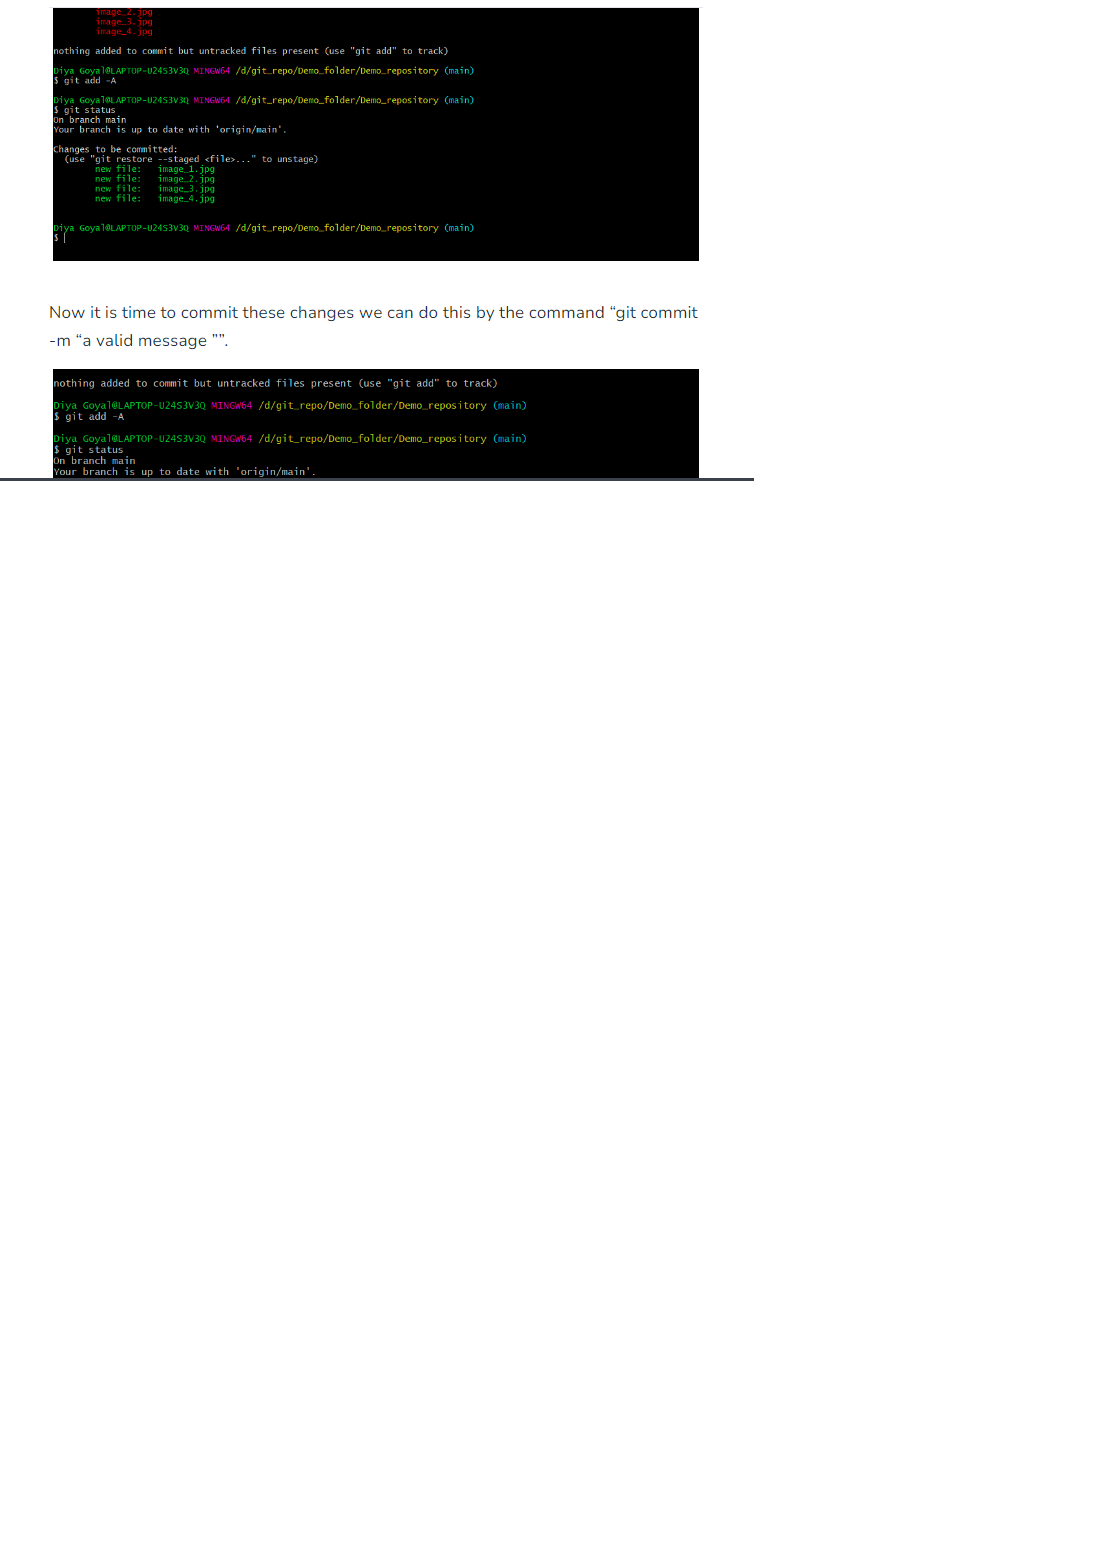 image_2.jpg
image_3.jpg
image_4.jpg
nothing added to commit but untracked files present (use "git add" to track)
Diya Goyal@LAPTOP-U24S3V3Q MINGW64 /d/git_repo/Demo_folder/Demo_repository (main)
$ git add -A
Diya Goyal@LAPTOP-U24S3V3Q MINGW64 /d/git_repo/Demo_folder/Demo_repository (main)
$ git status
On branch main
Your branch is up to date with 'origin/main'.
Changes to be committed:
(use "git restore --staged <file>..." to unstage)
new file: image_1.jpg
new file: image_2.jpg
new file: image_3.jpg
new file: image_4.jpg
Diya Goyal@LAPTOP-U24S3V3Q MINGW64 /d/git_repo/Demo_folder/Demo_repository (main)
$
Now it is time to commit these changes we can do this by the command “git commit
-m “a valid message ””.
nothing added to commit but untracked files present (use "git add" to track)
Diya Goyal@LAPTOP-U24S3V3Q MINGW64 /d/git_repo/Demo_folder/Demo_repository (main)
$ git add -A
Diya Goyal@LAPTOP-U24S3V3Q MINGW64 /d/git_repo/Demo_folder/Demo_repository (main)
$ git status
On branch main
Your branch is up to date with 'origin/main'.